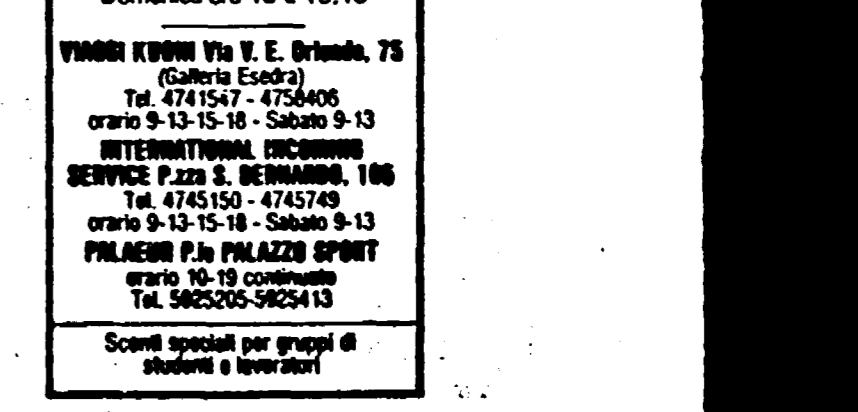 VIAGGI KUONI Via V. E. Orlando, 75
(Galleria Esedra)
Tel. 4741547 - 4758406
orario 9-13-15-18 - Sabato 9-13
INTERNATIONAL INCOMING
SERVICE P.zza S. BERNARDO, 105
Tel. 4745150 - 4745749
orario 9-13-15-18 - Sabato 9-13
PALAEUR P.le PALAZZO SPORT
orario 10-19 continuato
Tel. 5925205-5925413
Sconti speciali per gruppi di
studenti e lavoratori